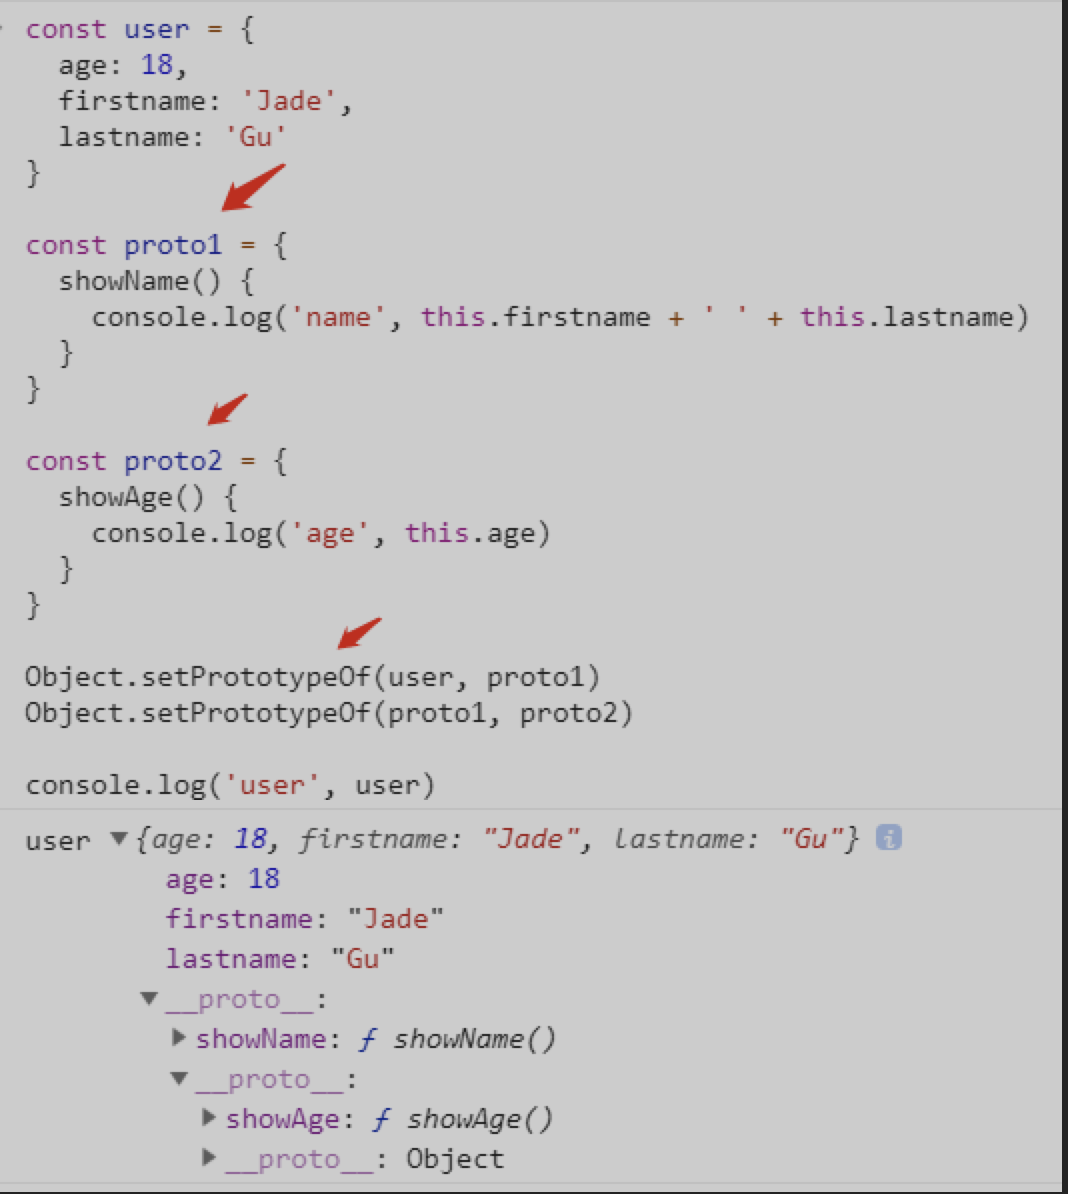 const user = {
  age: 18,
  firstname: 'Jade',
  lastname: 'Gu'
}
const proto1 = {
  showName() {
    console.log('name', this.firstname + ' ' + this.lastname)
  }
}
const proto2 = {
  showAge() {
    console.log('age', this.age)
  }
}
Object.setPrototypeOf(user, proto1)
Object.setPrototypeOf(proto1, proto2)
console.log('user', user)
user ▼{age: 18, firstname: "Jade", lastname: "Gu"} i
age: 18
firstname: "Jade"
lastname: "Gu"
▼__proto__:
▶showName: ƒ showName()
▼__proto__:
▶showAge: ƒ showAge()
▶__proto__: Object